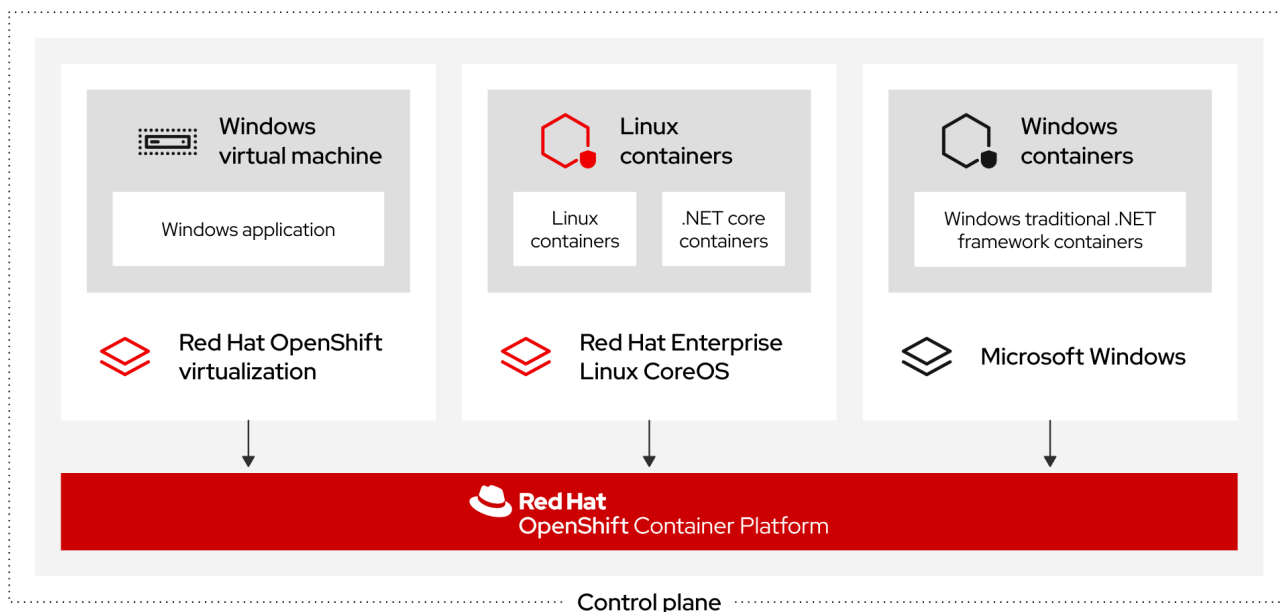 Windows
virtual machine
Windows application
Red Hat OpenShift
virtualization
Linux
containers
Linux
containers
.NET core
containers
Red Hat Enterprise
Linux CoreOS
Windows
containers
Windows traditional .NET
framework containers
Microsoft Windows
Red Hat
OpenShift Container Platform
Control plane